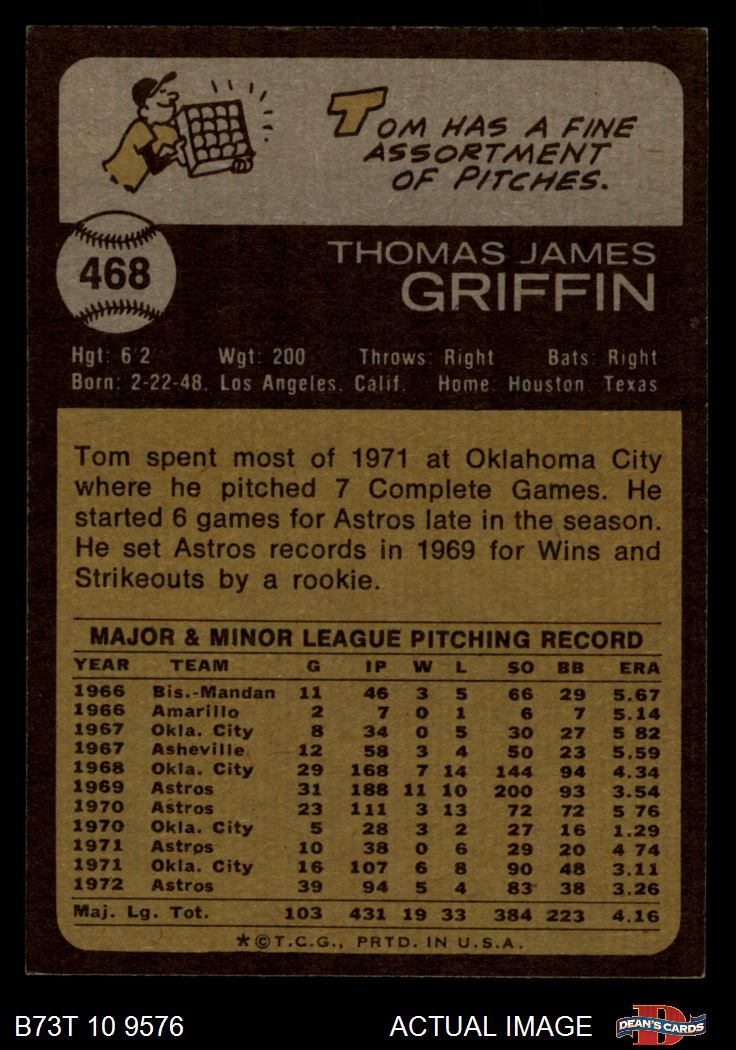 TOM HAS A FINE
ASSORTMENT
OF PITCHES.
468
THOMAS JAMES
GRIFFIN
Hgt: 6 2 Wgt: 200 Throws: Right Bats: Right
Born: 2-22-48, Los Angeles, Calif. Home: Houston Texas
Tom spent most of 1971 at Oklahoma City
where he pitched 7 Complete Games. He
started 6 games for Astros late in the season.
He set Astros records in 1969 for Wins and
Strikeouts by a rookie.
MAJOR & MINOR LEAGUE PITCHING RECORD
YEAR TEAM G IP W L SO BB ERA
1966 Bis.-Mandan 11 46 3 5 66 29 5.67
1966 Amarillo 2 7 0 1 6 7 5.14
1967 Okla. City 8 34 0 5 30 27 5 82
1967 Asheville 12 58 3 4 50 23 5.59
1968 Okla. City 29 168 7 14 144 94 4.34
1969 Astros 31 188 11 10 200 93 3.54
1970 Astros 23 111 3 13 72 72 5 76
1970 Okla. City 5 28 3 2 27 16 1.29
1971 Astros 10 38 0 6 29 20 4 74
1971 Okla. City 16 107 6 8 90 48 3.11
1972 Astros 39 94 5 4 83 38 3.26
Maj. Lg. Tot. 103 431 19 33 384 223 4.16
★©T.C.G., PRTD. IN U.S.A.
B73T 10 9576 ACTUAL IMAGE D DEAN'S CARDS